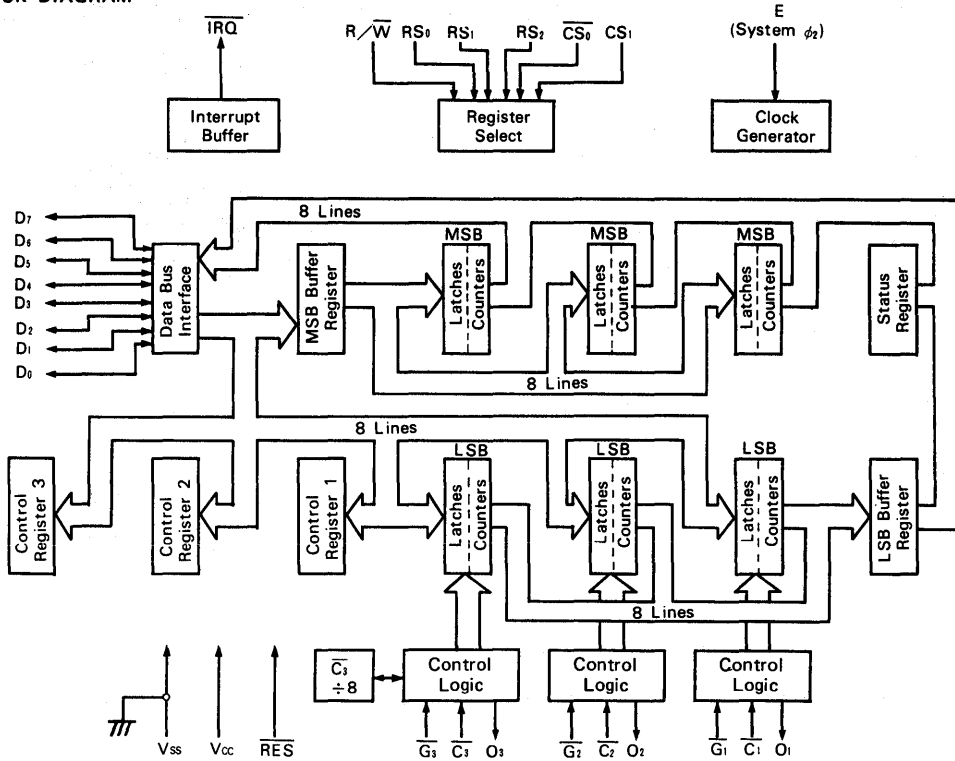 IRQ
R/W RS0 RS1 RS2 CS0 CS1
E
(System φ2)
Interrupt
Buffer
Register
Select
Clock
Generator
8 Lines
D7
D6
D5
D4
D3
D2
D1
D0
Data Bus
Interface
MSB Buffer
Register
MSB
Latches
Counters
MSB
Latches
Counters
MSB
Latches
Counters
Status
Register
8 Lines
8 Lines
Control
Register 3
Control
Register 2
Control
Register 1
LSB
Latches
Counters
LSB
Latches
Counters
LSB
Latches
Counters
LSB Buffer
Register
8 Lines
C3
÷8
Control
Logic
Control
Logic
Control
Logic
VSS VCC RES
G3 C3 O3
G2 C2 O2
G1 C1 O1